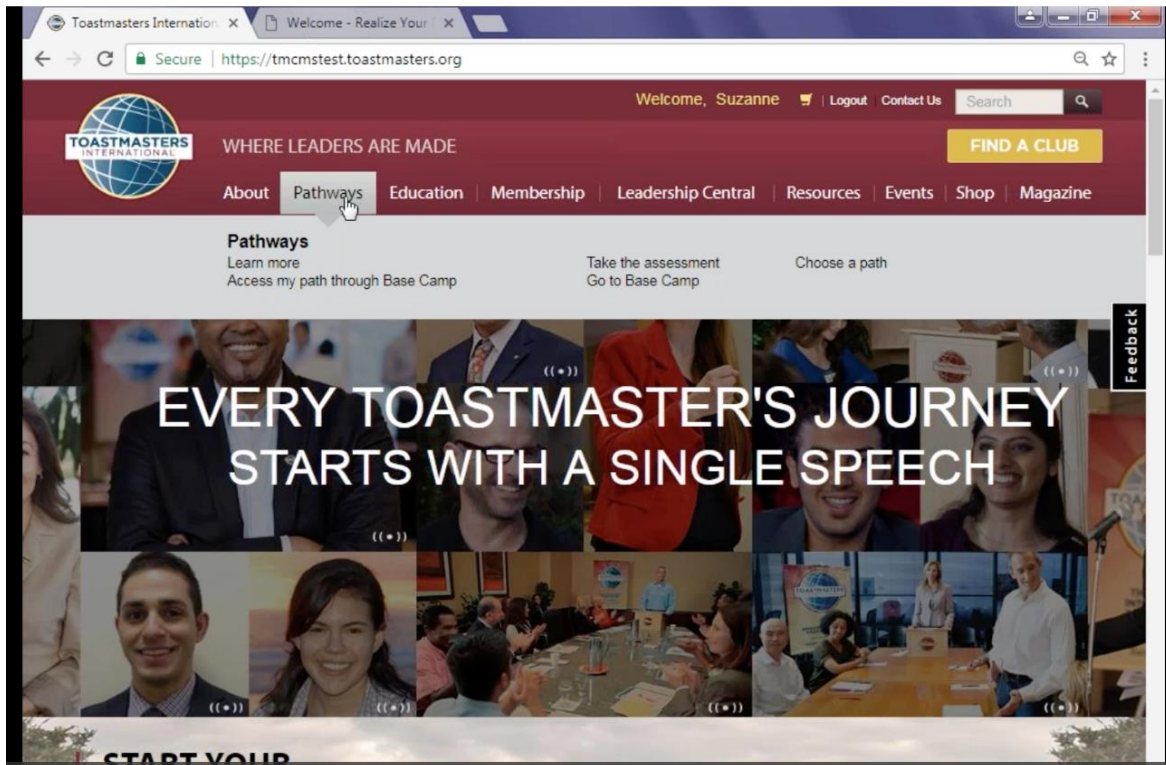 Toastmasters Internation
Welcome - Realize Your
Secure | https://tmcmstest.toastmasters.org
Welcome, Suzanne | Logout Contact Us Search
TOASTMASTERS
INTERNATIONAL
WHERE LEADERS ARE MADE
FIND A CLUB
About Pathways Education | Membership | Leadership Central | Resources | Events | Shop | Magazine
Pathways
Learn more Take the assessment Choose a path
Access my path through Base Camp Go to Base Camp
Feedback
EVERY TOASTMASTER'S JOURNEY
STARTS WITH A SINGLE SPEECH
START YOUR